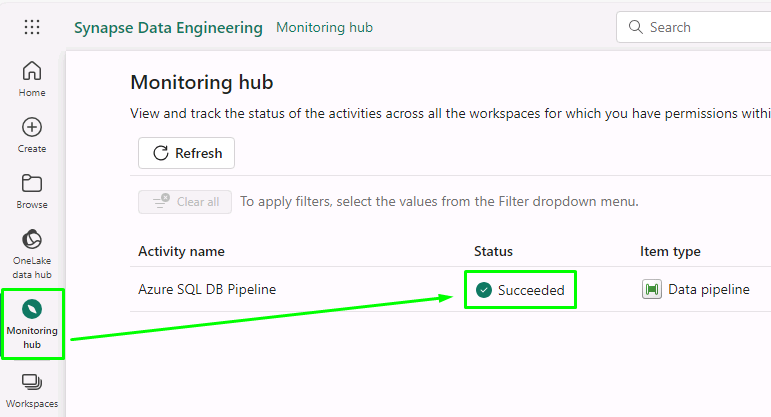 Synapse Data Engineering Monitoring hub
Search
Home
Create
Browse
OneLake
data hub
Monitoring
hub
Workspaces
Monitoring hub
View and track the status of the activities across all the workspaces for which you have permissions within
Refresh
Clear all To apply filters, select the values from the Filter dropdown menu.
Activity name Status Item type
Azure SQL DB Pipeline Succeeded Data pipeline